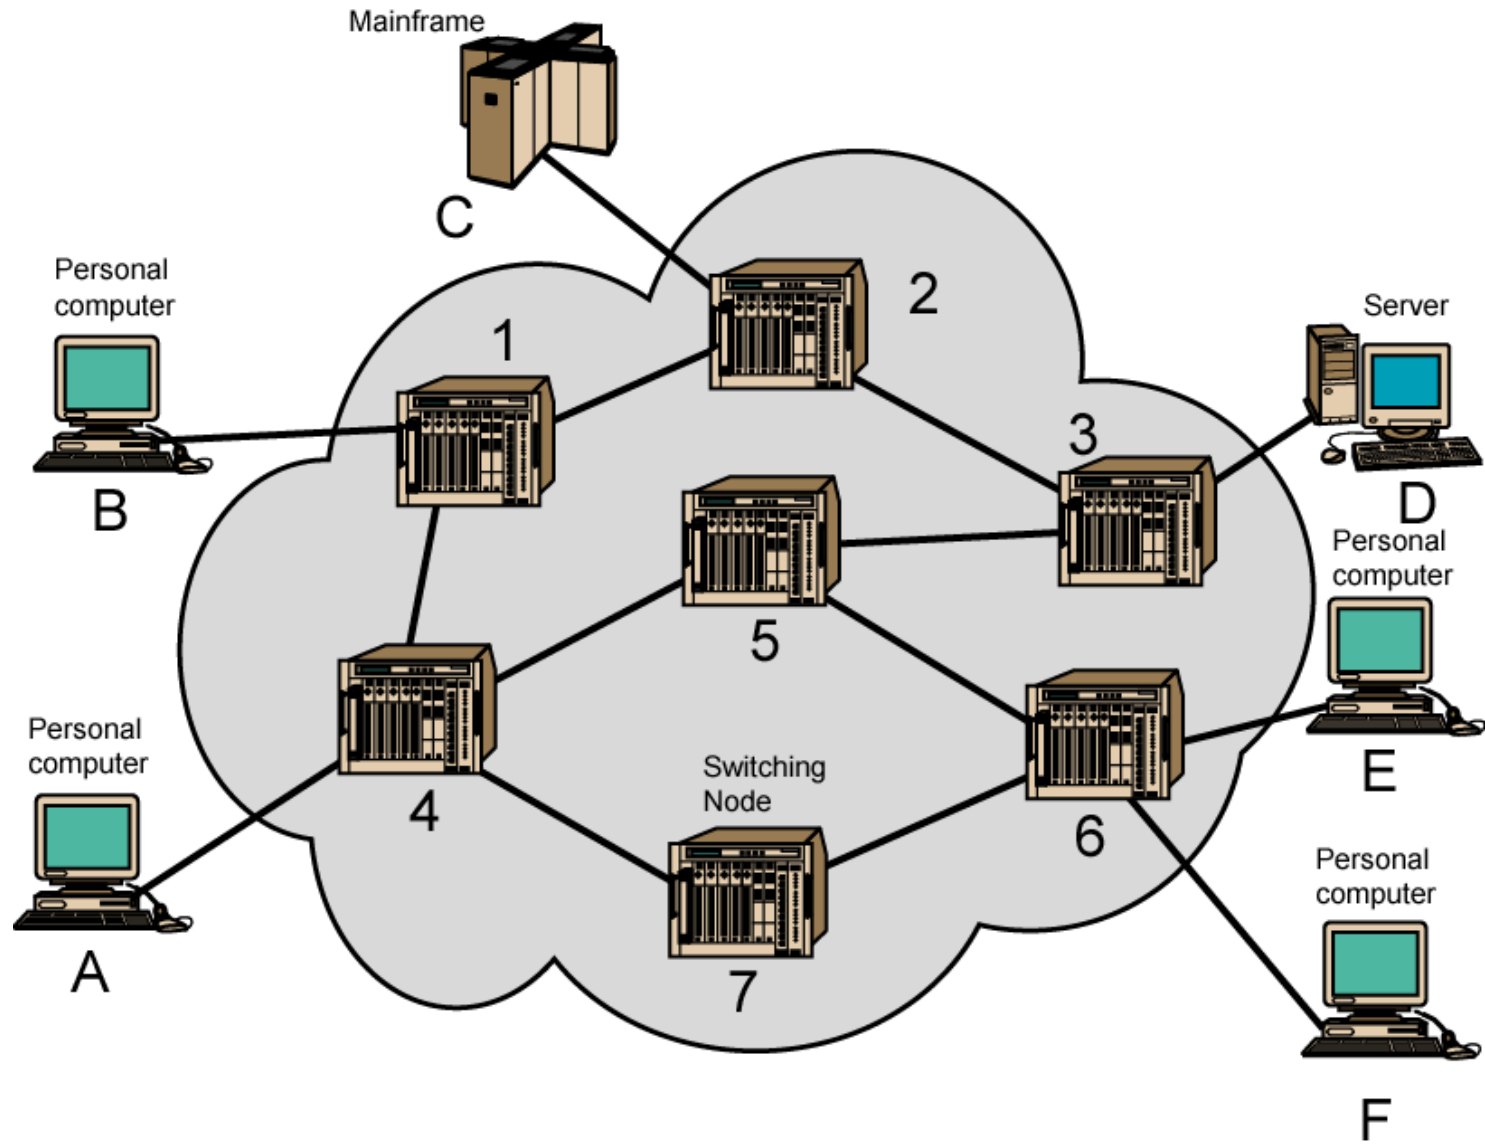 Mainframe
C
Personal
computer
B
1
2
Server
D
3
Personal
computer
E
5
Personal
computer
A
4
Switching
Node
7
6
Personal
computer
F